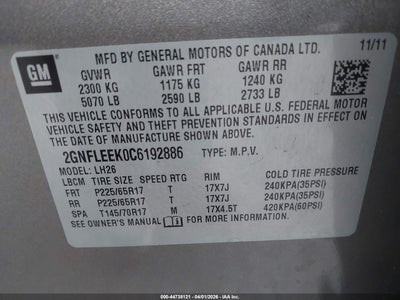 MFD BY GENERAL MOTORS OF CANADA LTD. 11/11
GM
GVWR GAWR FRT GAWR RR
2300 KG 1175 KG 1240 KG
5070 LB 2590 LB 2733 LB
THIS VEHICLE CONFORMS TO ALL APPLICABLE U.S. FEDERAL MOTOR
VEHICLE SAFETY AND THEFT PREVENTION STANDARDS IN EFFECT ON
THE DATE OF MANUFACTURE SHOWN ABOVE.
2GNFLEEK0C6192886 TYPE: M.P.V.
MODEL: LH26
LBCM TIRE SIZE SPEED RTG RIM COLD TIRE PRESSURE
FRT P225/65R17 T 17X7J 240KPA(35PSI)
RR P225/65R17 T 17X7J 240KPA(35PSI)
SPA T145/70R17 M 17X4.5T 420KPA(60PSI)
SEE OWNER'S MANUAL FOR MORE INFORMATION.
000-44738121 - 04/01/2026 - IAA, Inc.